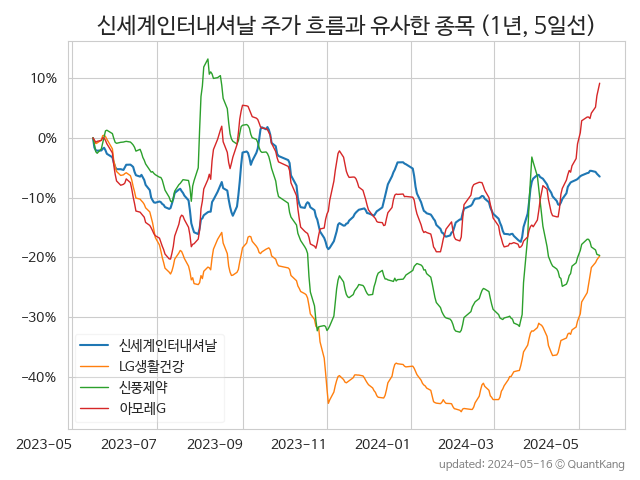 신세계인터내셔날 주가 흐름과 유사한 종목 (1년, 5일선)
10%
0%
−10%
−20%
−30%
−40%
신세계인터내셔날
LG생활건강
신풍제약
아모레G
2023-05 2023-07 2023-09 2023-11 2024-01 2024-03 2024-05
updated: 2024-05-16 © QuantKang